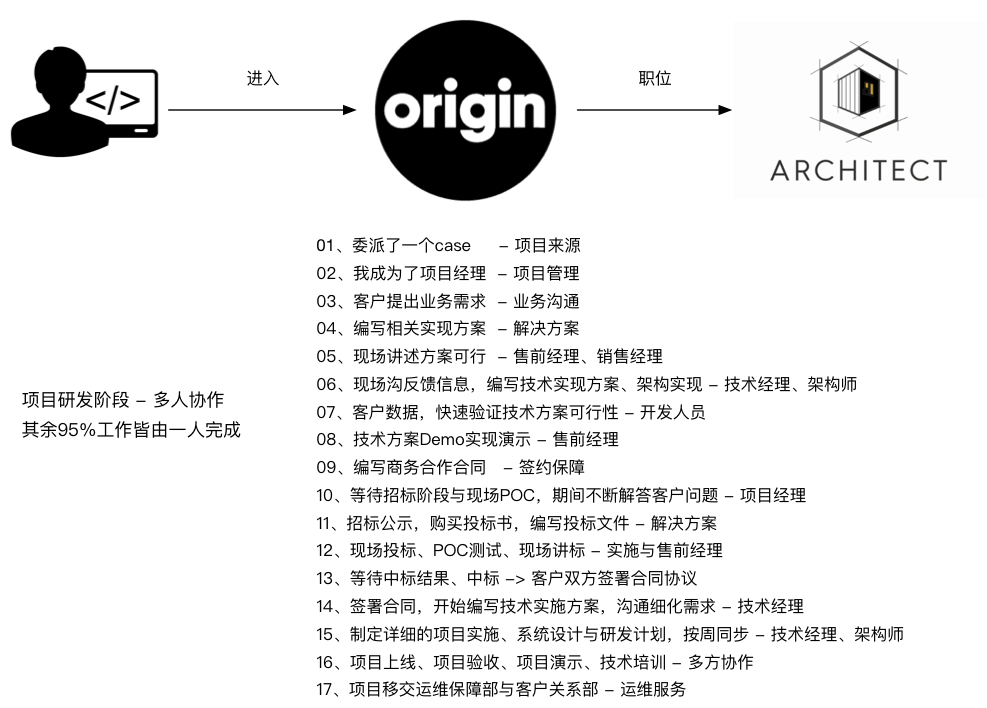 </>
进入
origin
职位
ARCHITECT
01、委派了一个case – 项目来源
02、我成为了项目经理 – 项目管理
03、客户提出业务需求 – 业务沟通
04、编写相关实现方案 – 解决方案
05、现场讲述方案可行 – 售前经理、销售经理
06、现场沟反馈信息，编写技术实现方案、架构实现 – 技术经理、架构师
07、客户数据，快速验证技术方案可行性 – 开发人员
08、技术方案Demo实现演示 – 售前经理
09、编写商务合作合同 – 签约保障
10、等待招标阶段与现场POC，期间不断解答客户问题 – 项目经理
11、招标公示，购买投标书，编写投标文件 – 解决方案
12、现场投标、POC测试、现场讲标 – 实施与售前经理
13、等待中标结果、中标 –> 客户双方签署合同协议
14、签署合同，开始编写技术实施方案，沟通细化需求 – 技术经理
15、制定详细的项目实施、系统设计与研发计划，按周同步 – 技术经理、架构师
16、项目上线、项目验收、项目演示、技术培训 – 多方协作
17、项目移交运维保障部与客户关系部 – 运维服务
项目研发阶段 – 多人协作
其余95%工作皆由一人完成